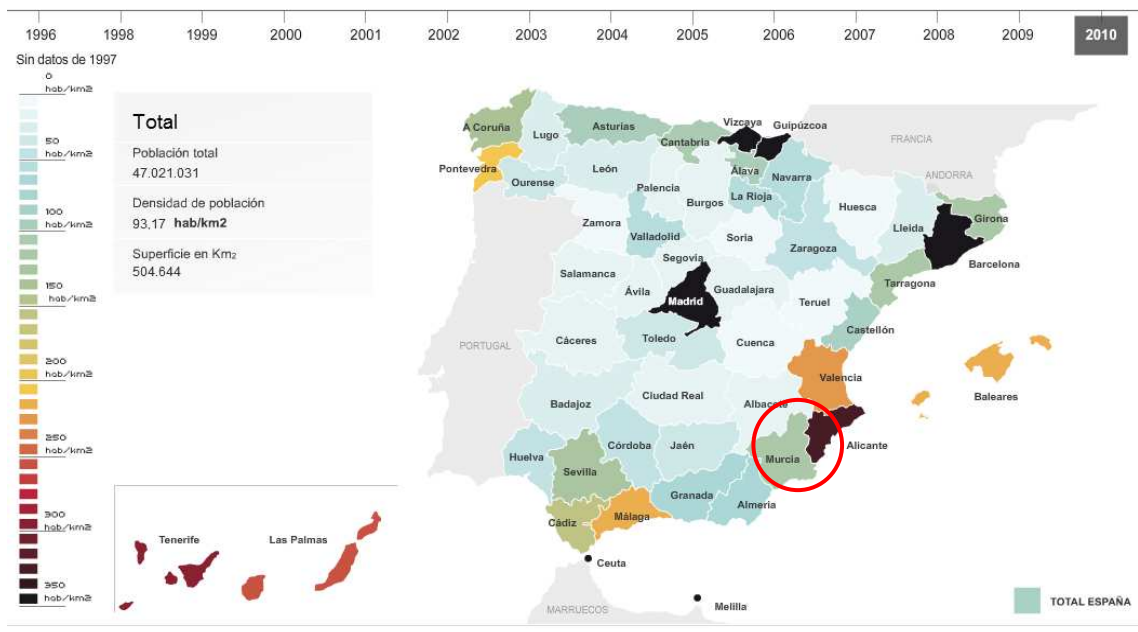 1996 1998 1999 2000 2001 2002 2003 2004 2005 2006 2007 2008 2009 2010
Sin datos de 1997
0
hab/km2
50
hab/km2
100
hab/km2
150
hab/km2
200
hab/km2
250
hab/km2
300
hab/km2
350
hab/km2
Total
Población total
47.021.031
Densidad de población
93,17 hab/km2
Superficie en Km2
504.644
A Coruña
Lugo
Asturias
Cantabria
Vizcaya
Guipúzcoa
FRANCIA
ANDORRA
Pontevedra
Ourense
León
Palencia
Burgos
Álava
Navarra
La Rioja
Huesca
Lleida
Girona
Barcelona
Zamora
Valladolid
Soria
Zaragoza
Tarragona
Segovia
Salamanca
Ávila
Madrid
Guadalajara
Teruel
Castellón
PORTUGAL
Cáceres
Toledo
Cuenca
Valencia
Baleares
Badajoz
Ciudad Real
Albacete
Alicante
Huelva
Sevilla
Córdoba
Jaén
Murcia
Cádiz
Málaga
Granada
Almeria
Tenerife
Las Palmas
Ceuta
Melilla
MARRUECOS
TOTAL ESPAÑA